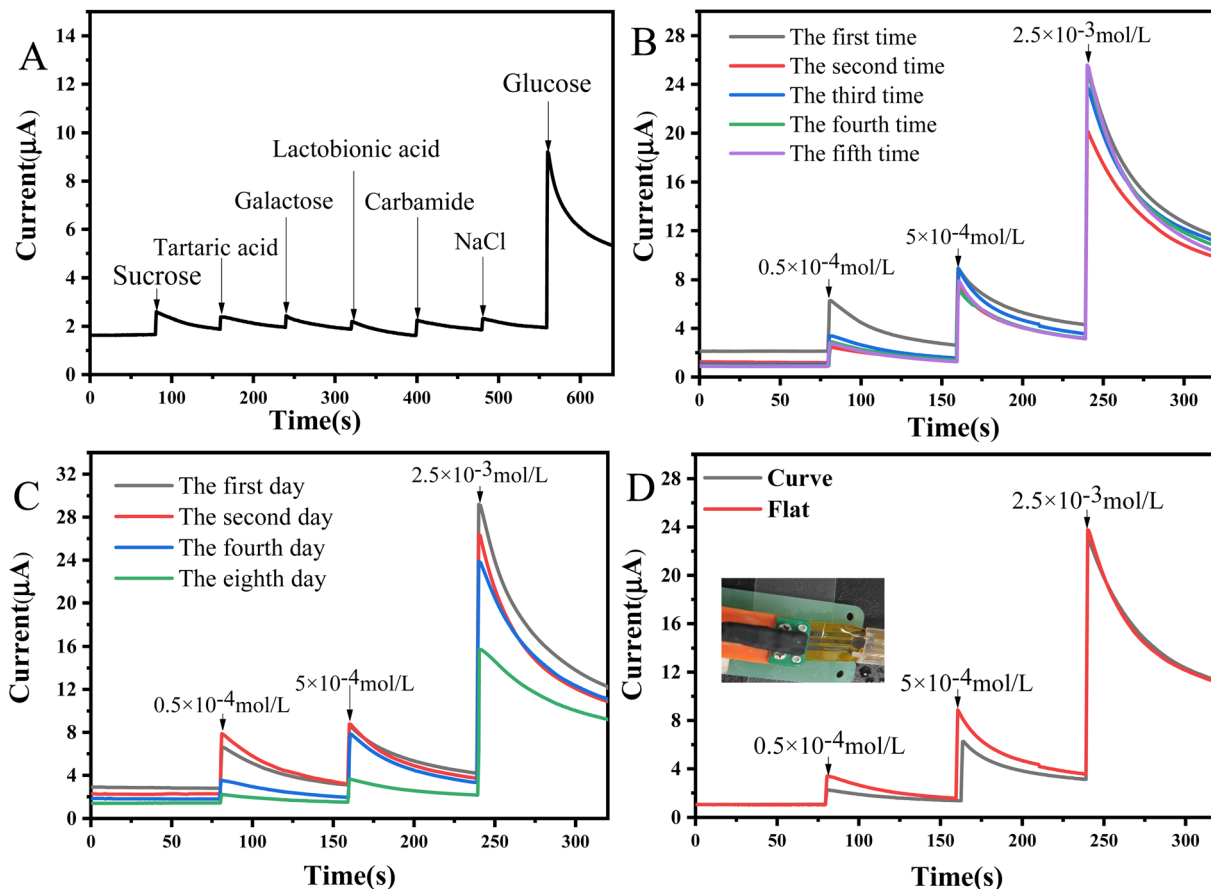 A
Current(μA)
14
12
10
8
6
4
2
0
Glucose
Lactobionic acid
Galactose
Carbamide
Tartaric acid
NaCl
Sucrose
0 100 200 300 400 500 600
Time(s)
B
Current(μA)
28
24
20
16
12
8
4
0
The first time
The second time
The third time
The fourth time
The fifth time
2.5×10-3mol/L
5×10-4mol/L
0.5×10-4mol/L
0 50 100 150 200 250 300
Time(s)
C
Current(μA)
32
28
24
20
16
12
8
4
0
The first day
The second day
The fourth day
The eighth day
2.5×10-3mol/L
0.5×10-4mol/L
5×10-4mol/L
0 50 100 150 200 250 300
Time(s)
D
Current(μA)
28
24
20
16
12
8
4
0
Curve
Flat
2.5×10-3mol/L
5×10-4mol/L
0.5×10-4mol/L
0 50 100 150 200 250 300
Time(s)